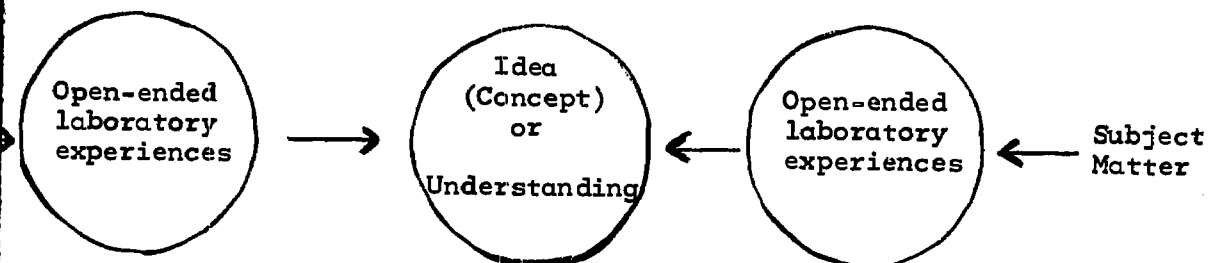 Open-ended
laboratory
experiences
Idea
(Concept)
or
Understanding
Open-ended
laboratory
experiences
Subject
Matter